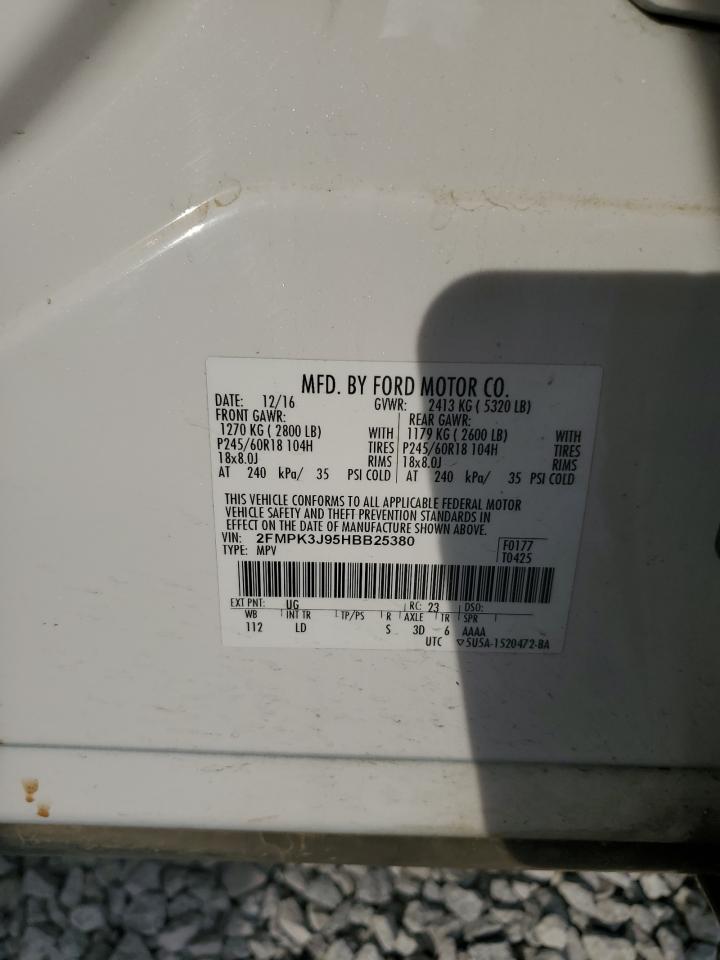 MFD. BY FORD MOTOR CO.
DATE: 12/16 GVWR: 2413 KG ( 5320 LB)
FRONT GAWR: REAR GAWR:
1270 KG ( 2800 LB) WITH 1179 KG ( 2600 LB) WITH
P245/60R18 104H TIRES P245/60R18 104H TIRES
18x8.0J RIMS 18x8.0J RIMS
AT 240 kPa/ 35 PSI COLD AT 240 kPa/ 35 PSI COLD
THIS VEHICLE CONFORMS TO ALL APPLICABLE FEDERAL MOTOR
VEHICLE SAFETY AND THEFT PREVENTION STANDARDS IN
EFFECT ON THE DATE OF MANUFACTURE SHOWN ABOVE.
VIN: 2FMPK3J95HBB25380 F0177
TYPE: MPV T0425
EXT PNT: UG RC: 23 DSO:
WB INT TR TP/PS R AXLE TR SPR
112 LD S 3D 6 AAAA
UTC ▽5U5A-1520472-BA